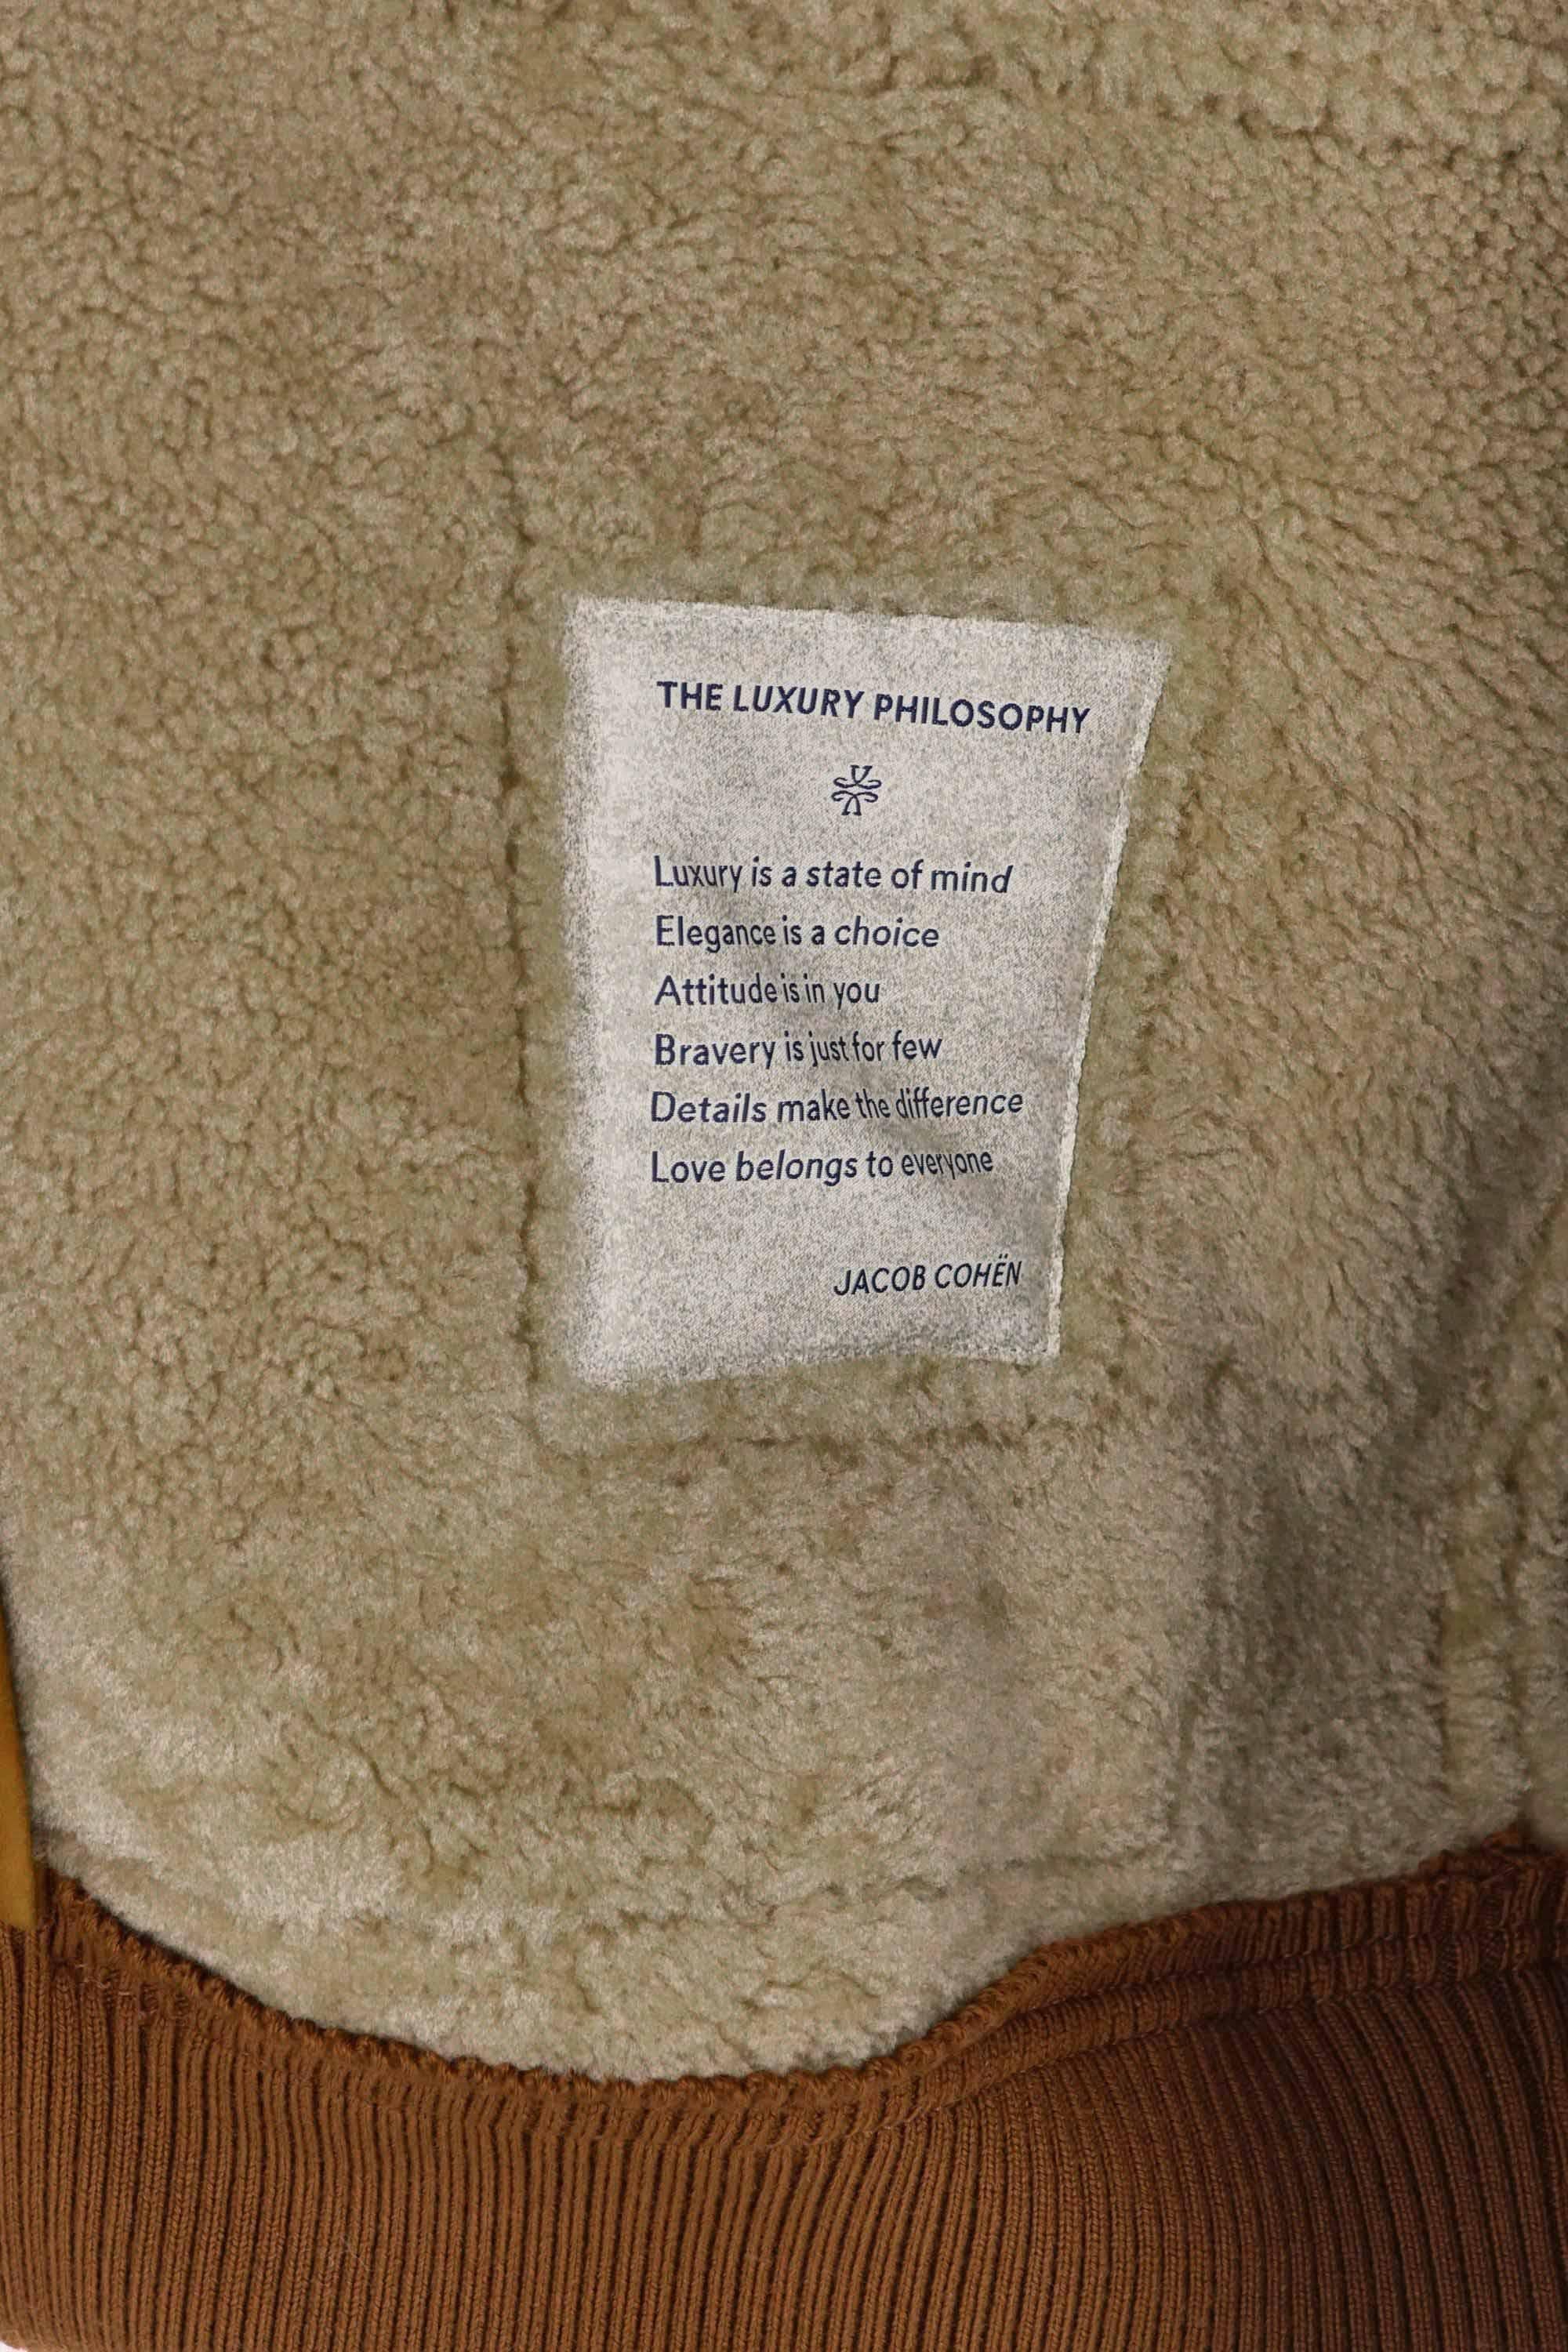 THE LUXURY PHILOSOPHY
Luxury is a state of mind
Elegance is a choice
Attitude is in you
Bravery is just for few
Details make the difference
Love belongs to everyone
JACOB COHËN